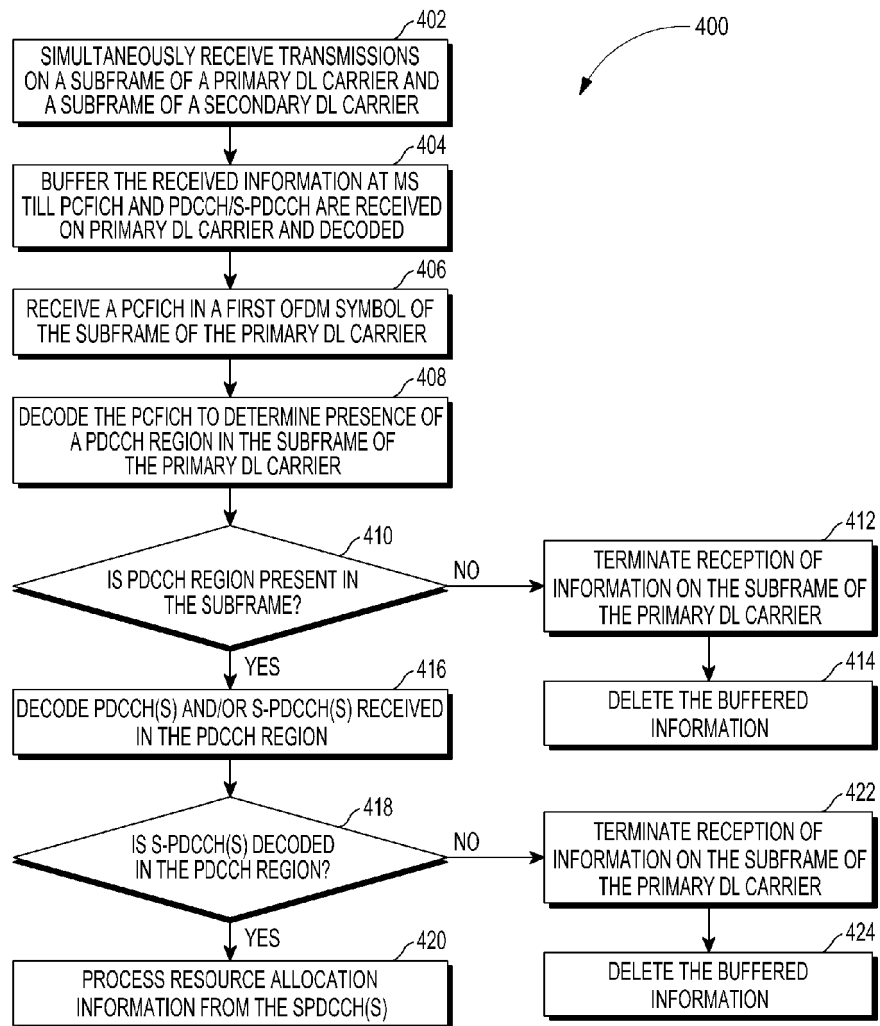 402
400
SIMULTANEOUSLY RECEIVE TRANSMISSIONS
ON A SUBFRAME OF A PRIMARY DL CARRIER AND
A SUBFRAME OF A SECONDARY DL CARRIER
404
BUFFER THE RECEIVED INFORMATION AT MS
TILL PCFICH AND PDCCH/S-PDCCH ARE RECEIVED
ON PRIMARY DL CARRIER AND DECODED
406
RECEIVE A PCFICH IN A FIRST OFDM SYMBOL OF
THE SUBFRAME OF THE PRIMARY DL CARRIER
408
DECODE THE PCFICH TO DETERMINE PRESENCE OF
A PDCCH REGION IN THE SUBFRAME OF
THE PRIMARY DL CARRIER
410
IS PDCCH REGION PRESENT IN
THE SUBFRAME?
NO
412
TERMINATE RECEPTION OF
INFORMATION ON THE SUBFRAME OF
THE PRIMARY DL CARRIER
YES
414
DELETE THE BUFFERED
INFORMATION
416
DECODE PDCCH(S) AND/OR S-PDCCH(S) RECEIVED
IN THE PDCCH REGION
418
IS S-PDCCH(S) DECODED
IN THE PDCCH REGION?
NO
422
TERMINATE RECEPTION OF
INFORMATION ON THE SUBFRAME OF
THE PRIMARY DL CARRIER
YES
424
DELETE THE BUFFERED
INFORMATION
420
PROCESS RESOURCE ALLOCATION
INFORMATION FROM THE SPDCCH(S)